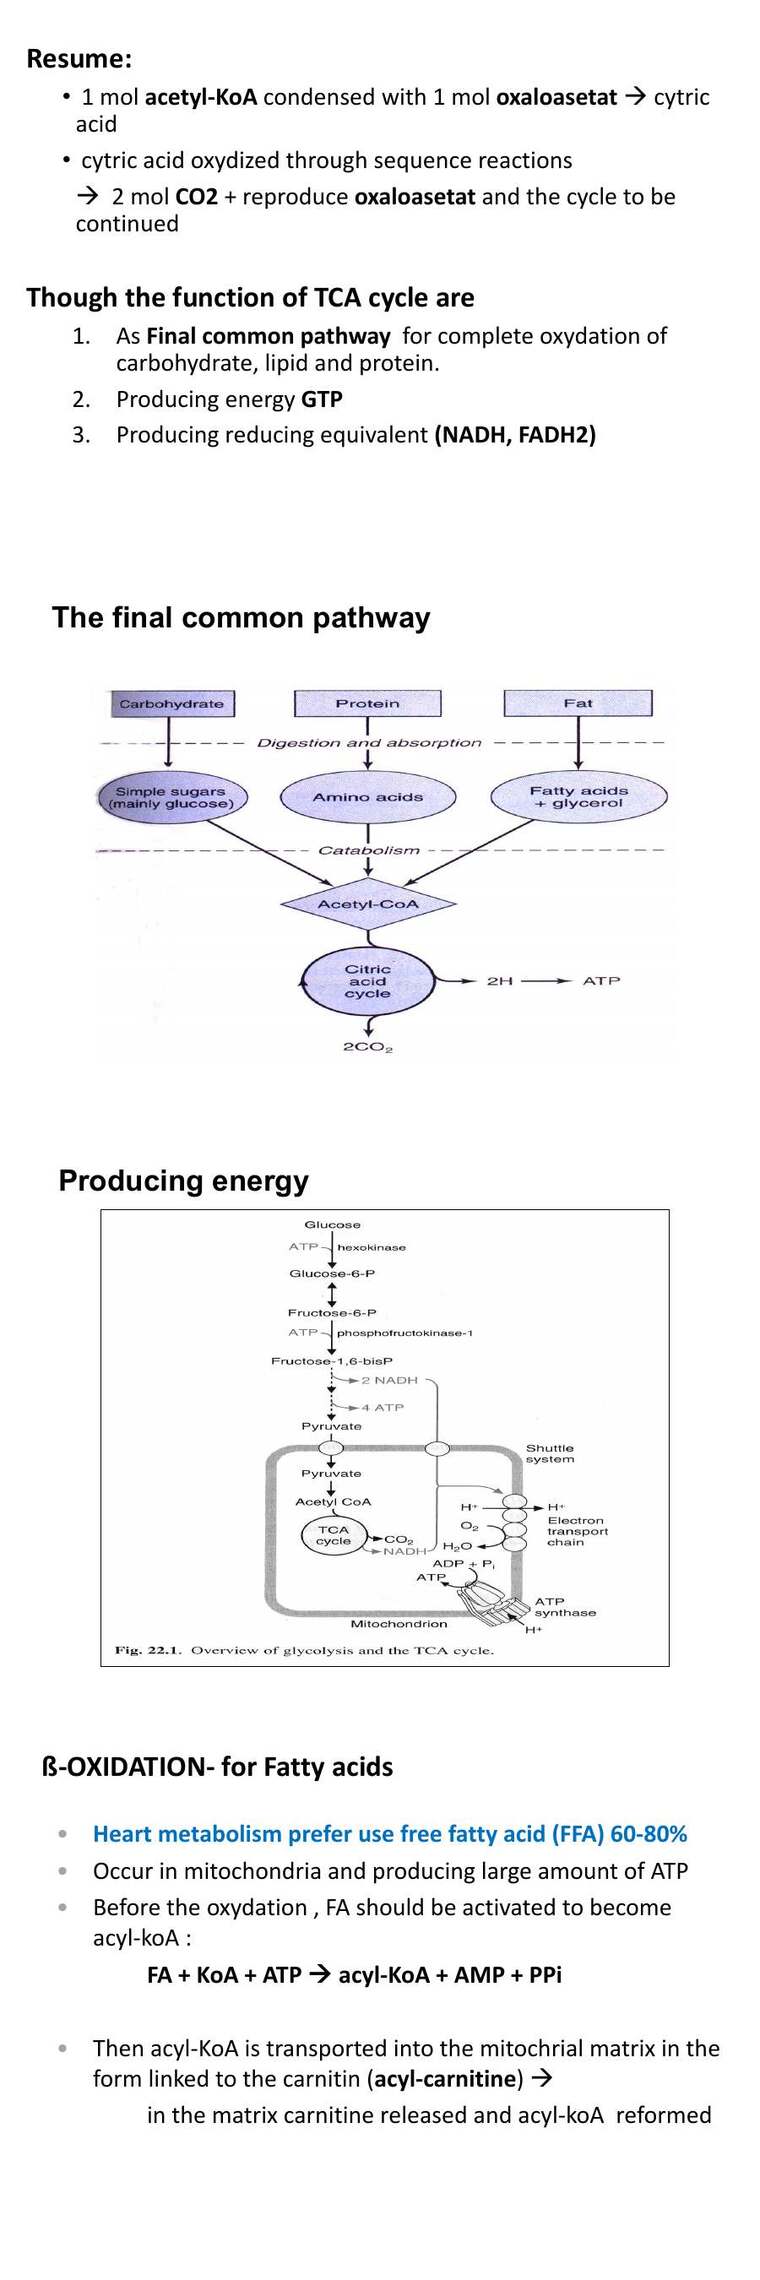 Resume:
• 1 mol acetyl-KoA condensed with 1 mol oxaloasetat → cytric
acid
• cytric acid oxydized through sequence reactions
→ 2 mol CO2 + reproduce oxaloasetat and the cycle to be
continued
Though the function of TCA cycle are
1. As Final common pathway for complete oxydation of
carbohydrate, lipid and protein.
2. Producing energy GTP
3. Producing reducing equivalent (NADH, FADH2)
The final common pathway
Carbohydrate Protein Fat
Digestion and absorption
Simple sugars
(mainly glucose)
Amino acids
Fatty acids
+ glycerol
Catabolism
Acetyl-CoA
Citric
acid
cycle
2H → ATP
2CO₂
Producing energy
Glucose
ATP hexokinase
Glucose-6-P
Fructose-6-P
ATP phosphofructokinase-1
Fructose-1,6-bisP
2 NADH
4 ATP
Pyruvate
Shuttle
system
Pyruvate
Acetyl CoA
TCA
cycle
CO₂
NADH
H⁺ H⁺
O₂
H₂O
Electron
transport
chain
ADP + Pᵢ
ATP
ATP
synthase
H⁺
Mitochondrion
Fig. 22.1. Overview of glycolysis and the TCA cycle.
ß-OXIDATION- for Fatty acids
• Heart metabolism prefer use free fatty acid (FFA) 60-80%
• Occur in mitochondria and producing large amount of ATP
• Before the oxydation , FA should be activated to become
acyl-koA :
FA + KoA + ATP → acyl-KoA + AMP + PPi
• Then acyl-KoA is transported into the mitochrial matrix in the
form linked to the carnitin (acyl-carnitine) →
in the matrix carnitine released and acyl-koA reformed